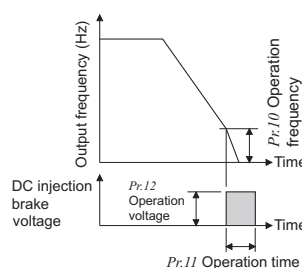 Output frequency (Hz)
Pr.10 Operation
frequency
Time
DC injection
brake
voltage
Pr.12
Operation
voltage
Time
Pr.11 Operation time